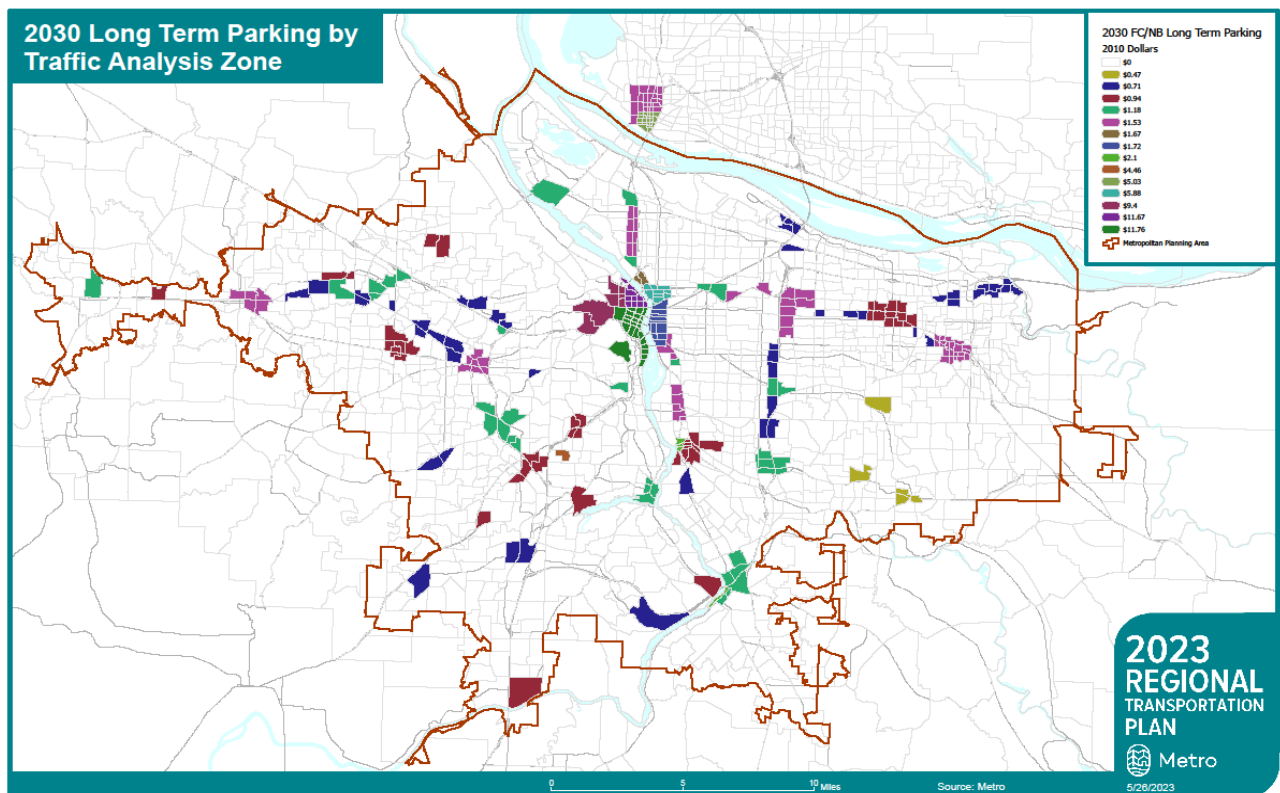 2030 Long Term Parking by
Traffic Analysis Zone
2030 FC/NB Long Term Parking
2010 Dollars
$0
$0.47
$0.71
$0.94
$1.18
$1.53
$1.67
$1.72
$2.1
$4.46
$5.03
$5.88
$9.4
$11.67
$11.76
Metropolitan Planning Area
2023
REGIONAL
TRANSPORTATION
PLAN
Metro
0 5 10 Miles
Source: Metro
5/26/2023